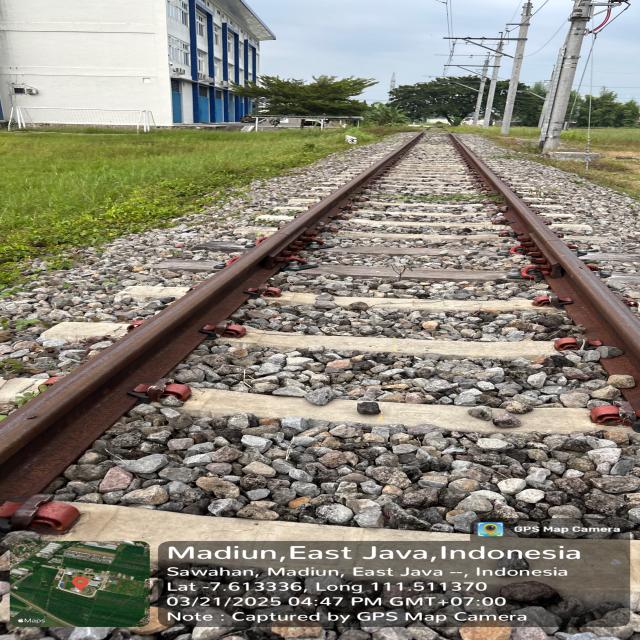 GPS Map Camera
Madiun,East Java,Indonesia
Sawahan, Madiun, East Java --, Indonesia
Lat -7.613336, Long 111.511370
03/21/2025 04:47 PM GMT+07:00
Note : Captured by GPS Map Camera
Maps